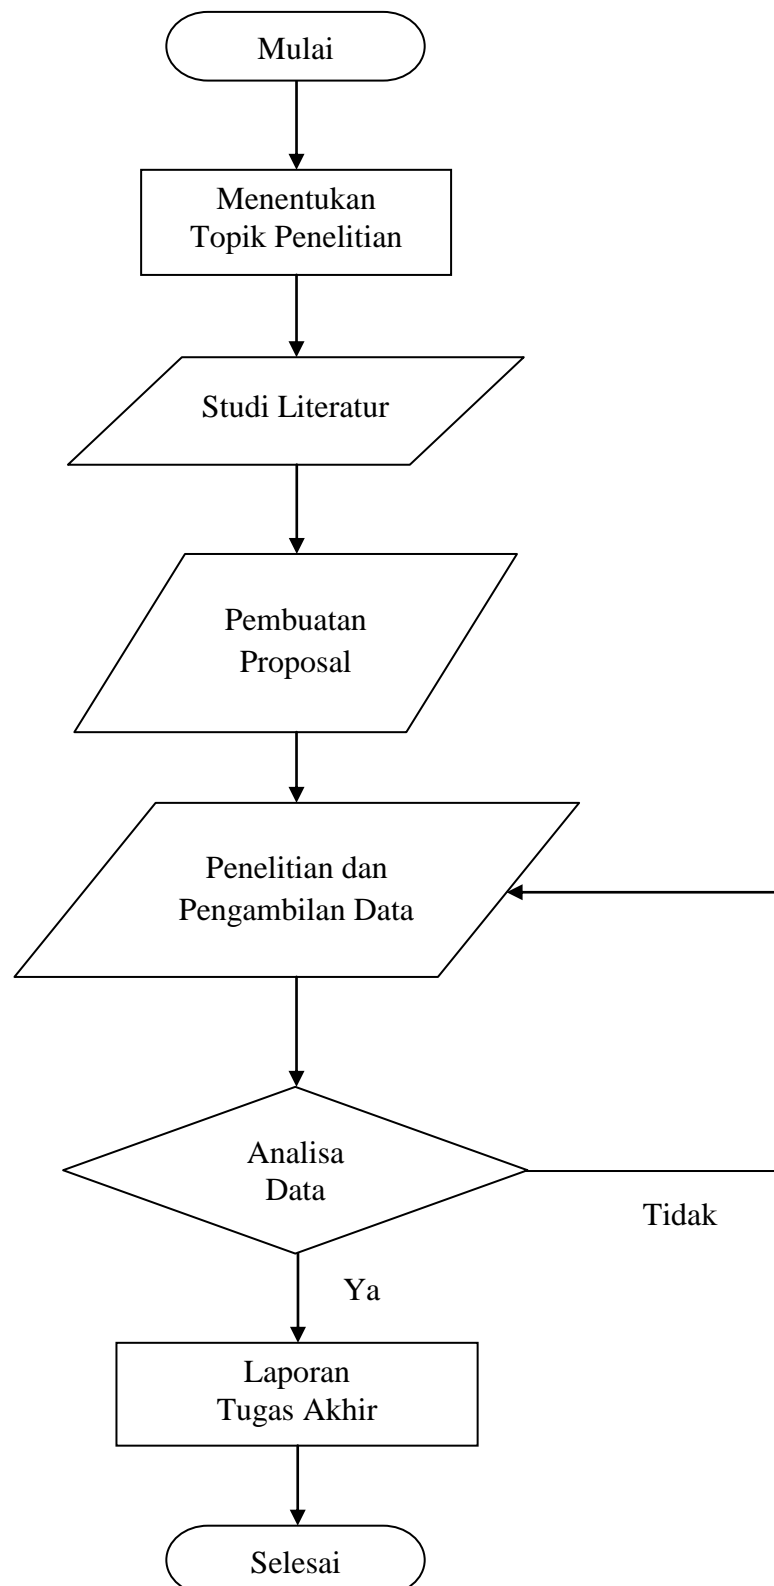 Mulai
Menentukan
Topik Penelitian
Studi Literatur
Pembuatan
Proposal
Penelitian dan
Pengambilan Data
Analisa
Data
Tidak
Ya
Laporan
Tugas Akhir
Selesai